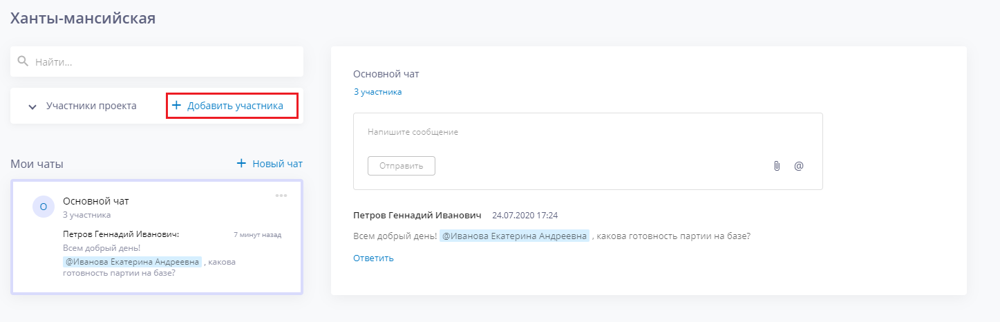 Ханты-мансийская
Найти...
Участники проекта
Добавить участника
Мои чаты
Новый чат
О
Основной чат
3 участника
Петров Геннадий Иванович:
7 минут назад
Всем добрый день!
@Иванова Екатерина Андреевна , какова
готовность партии на базе?
Основной чат
3 участника
Напишите сообщение
Отправить
@
Петров Геннадий Иванович 24.07.2020 17:24
Всем добрый день! @Иванова Екатерина Андреевна , какова готовность партии на базе?
Ответить